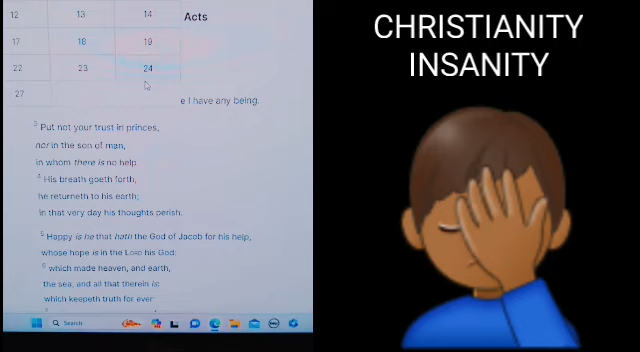 12 13 14
Acts
17 18 19
22 23 24
27
e I have any being.
3 Put not your trust in princes,
nor in the son of man,
in whom there is no help.
4 His breath goeth forth,
he returneth to his earth;
in that very day his thoughts perish.
5 Happy is he that hath the God of Jacob for his help,
whose hope is in the LORD his God:
6 which made heaven, and earth,
the sea, and all that therein is:
which keepeth truth for ever
Search
CHRISTIANITY
INSANITY